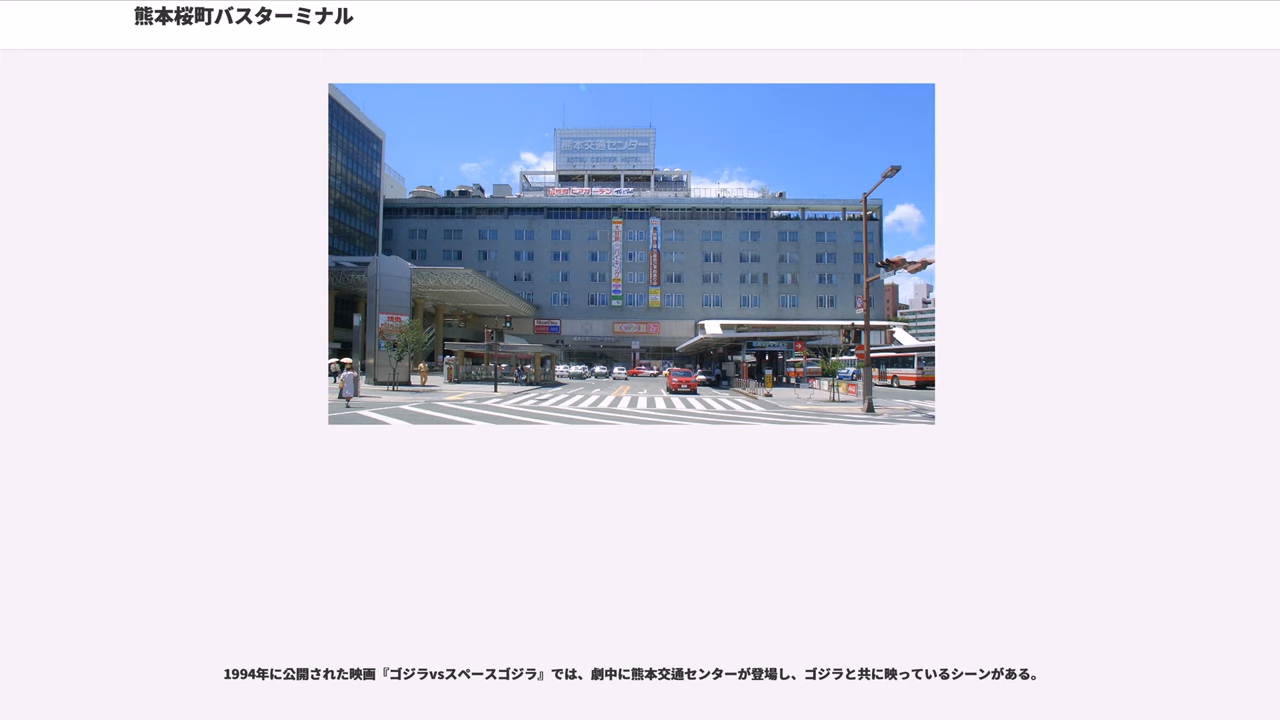 熊本桜町バスターミナル
熊本交通センター
KOTSU CENTER HOTEL
1994年に公開された映画『ゴジラvsスペースゴジラ』では、劇中に熊本交通センターが登場し、ゴジラと共に映っているシーンがある。